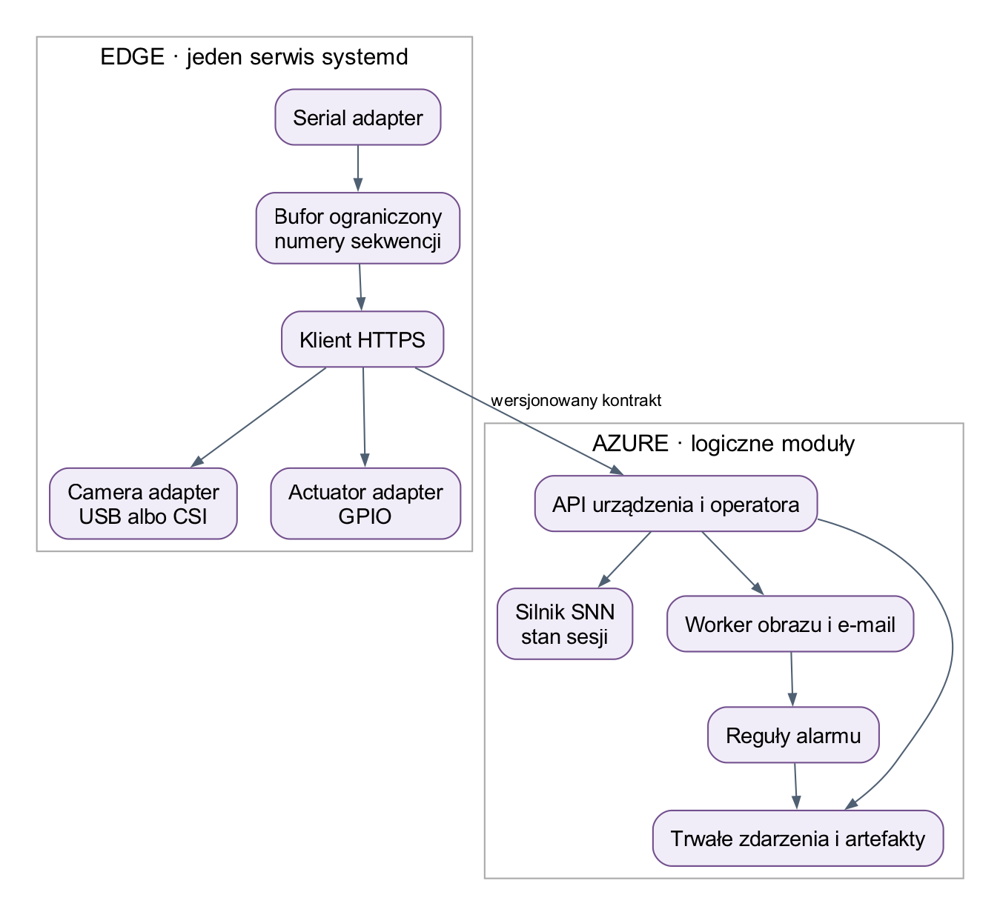 EDGE · jeden serwis systemd
Serial adapter
Bufor ograniczony
numery sekwencji
Klient HTTPS
wersjonowany kontrakt
Camera adapter
USB albo CSI
Actuator adapter
GPIO
AZURE · logiczne moduły
API urządzenia i operatora
Silnik SNN
stan sesji
Worker obrazu i e-mail
Reguły alarmu
Trwałe zdarzenia i artefakty